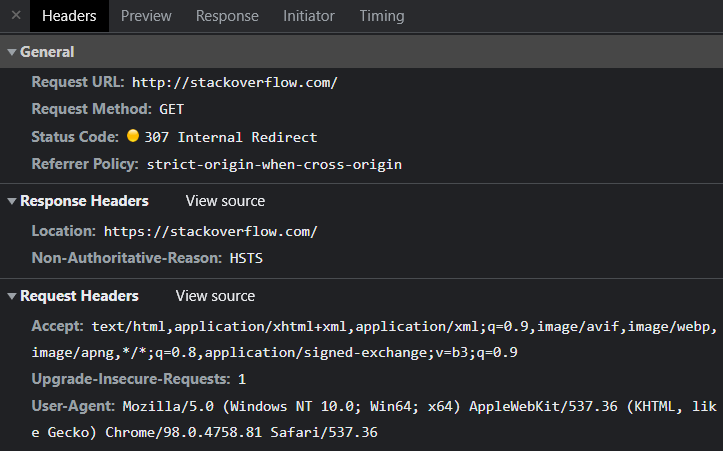 Headers Preview Response Initiator Timing
General
Request URL: http://stackoverflow.com/
Request Method: GET
Status Code: 307 Internal Redirect
Referrer Policy: strict-origin-when-cross-origin
Response Headers View source
Location: https://stackoverflow.com/
Non-Authoritative-Reason: HSTS
Request Headers View source
Accept: text/html,application/xhtml+xml,application/xml;q=0.9,image/avif,image/webp,
image/apng,*/*;q=0.8,application/signed-exchange;v=b3;q=0.9
Upgrade-Insecure-Requests: 1
User-Agent: Mozilla/5.0 (Windows NT 10.0; Win64; x64) AppleWebKit/537.36 (KHTML, lik
e Gecko) Chrome/98.0.4758.81 Safari/537.36